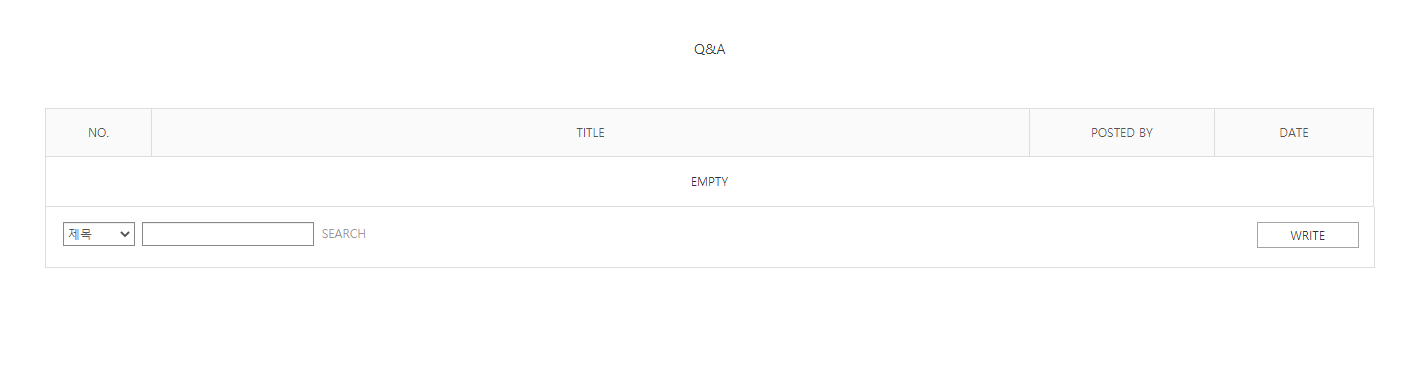 Q&A
NO. TITLE POSTED BY DATE
EMPTY
제목 SEARCH WRITE